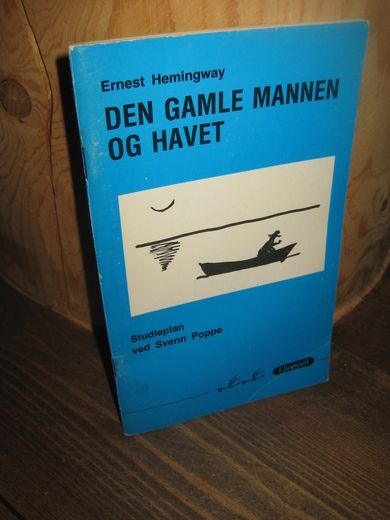 Ernest Hemingway
DEN GAMLE MANNEN
OG HAVET
Studieplan
ved Svenn Poppe